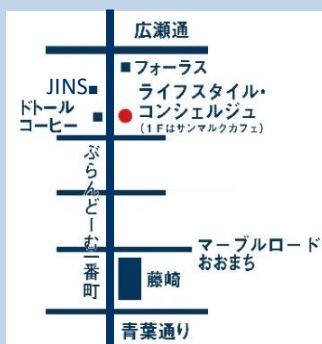 広瀬通
フォーラス
JINS
ライフスタイル・
コンシェルジュ
(1Fはサンマルクカフェ)
ドトール
コーヒー
ぶらんどーむ一番町
マーブルロード
おおまち
藤崎
青葉通り